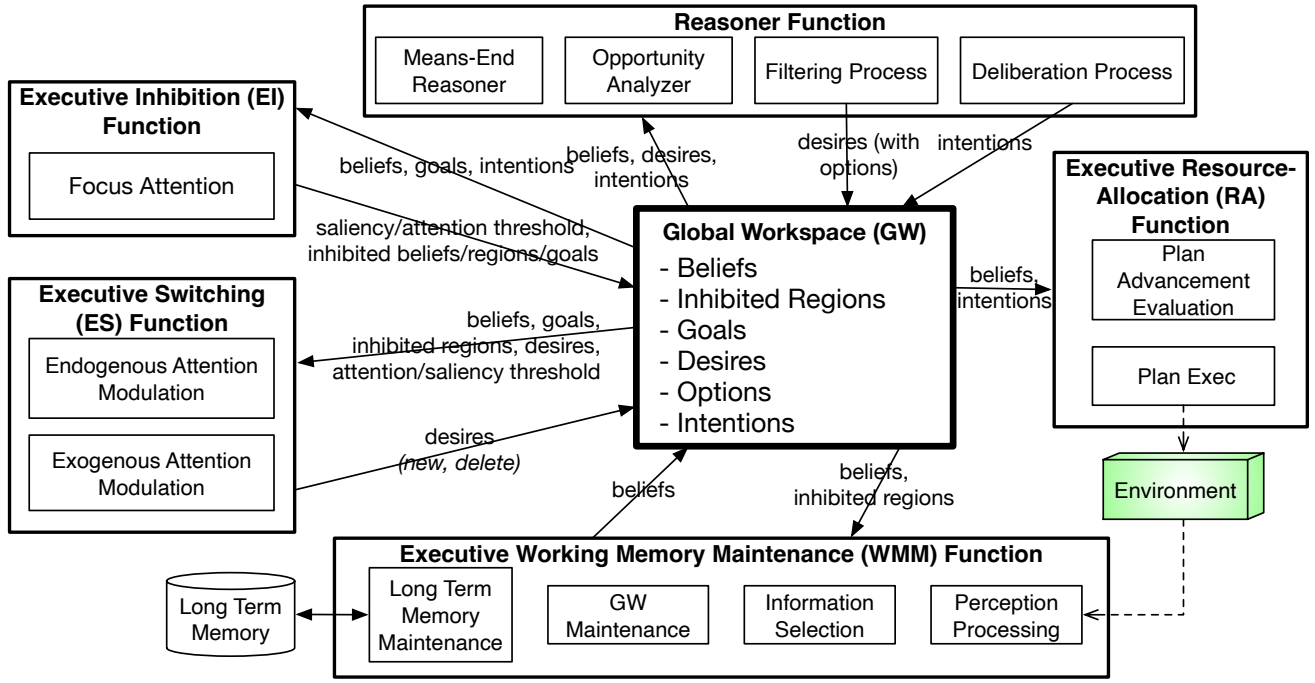 Reasoner Function
Means-End
Reasoner
Opportunity
Analyzer
Filtering Process
Deliberation Process
Executive Inhibition (EI)
Function
Focus Attention
beliefs, goals, intentions
beliefs, desires,
intentions
desires (with
options)
intentions
saliency/attention threshold,
inhibited beliefs/regions/goals
Executive Resource-
Allocation (RA)
Function
Plan
Advancement
Evaluation
Plan Exec
Global Workspace (GW)
- Beliefs
- Inhibited Regions
- Goals
- Desires
- Options
- Intentions
beliefs,
intentions
Executive Switching
(ES) Function
Endogenous Attention
Modulation
Exogenous Attention
Modulation
beliefs, goals,
inhibited regions, desires,
attention/saliency threshold
desires
(new, delete)
beliefs
beliefs,
inhibited regions
Environment
Executive Working Memory Maintenance (WMM) Function
Long Term
Memory
Long Term
Memory
Maintenance
GW
Maintenance
Information
Selection
Perception
Processing